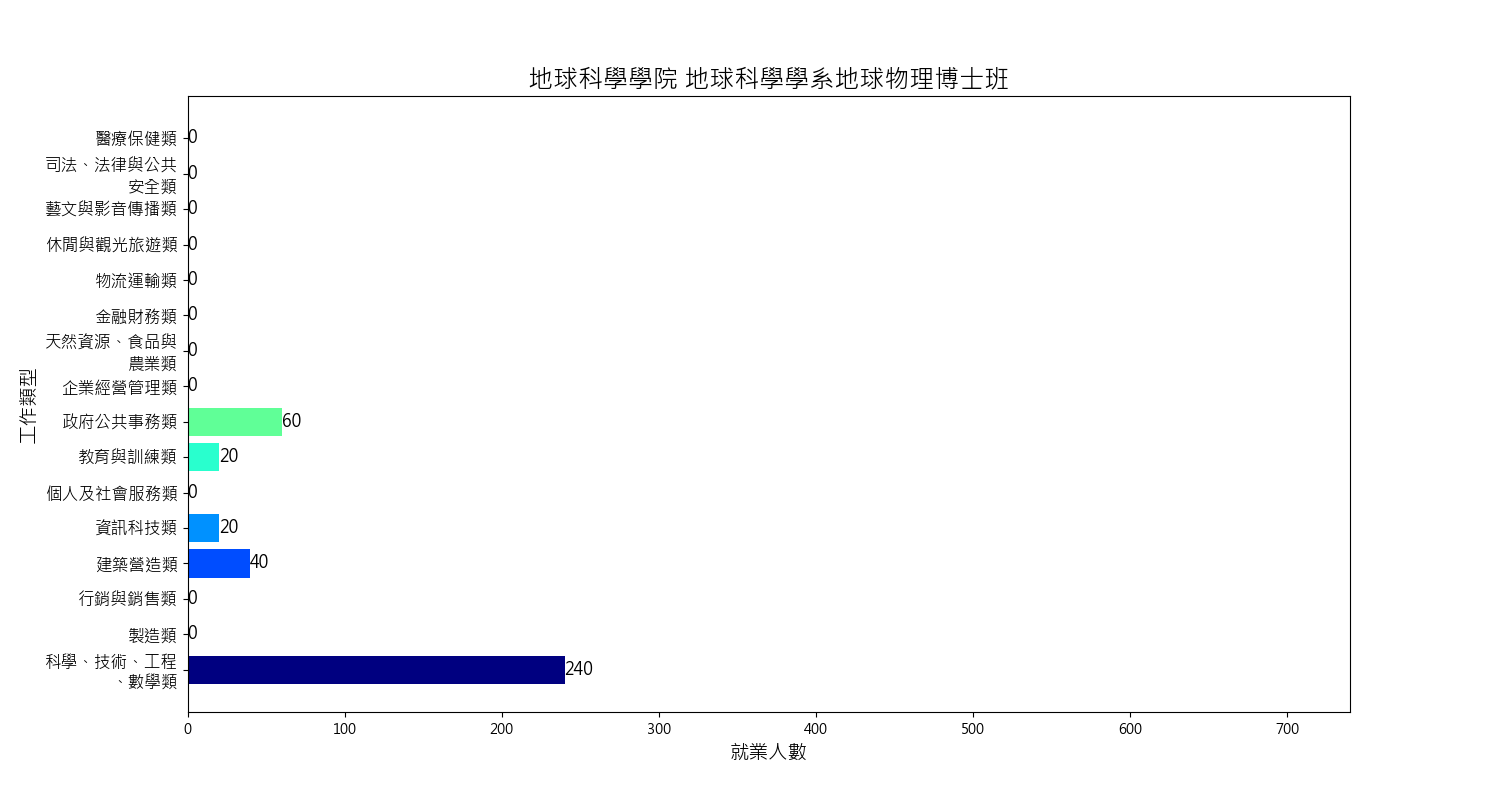 地球科學學院 地球科學學系地球物理博士班
醫療保健類
0
司法、法律與公共
安全類
0
藝文與影音傳播類
0
休閒與觀光旅遊類
0
物流運輸類
0
金融財務類
0
天然資源、食品與
農業類
0
企業經營管理類
0
政府公共事務類
60
教育與訓練類
20
個人及社會服務類
0
資訊科技類
20
建築營造類
40
行銷與銷售類
0
製造類
0
科學、技術、工程
、數學類
240
工作類型
0 100 200 300 400 500 600 700
就業人數